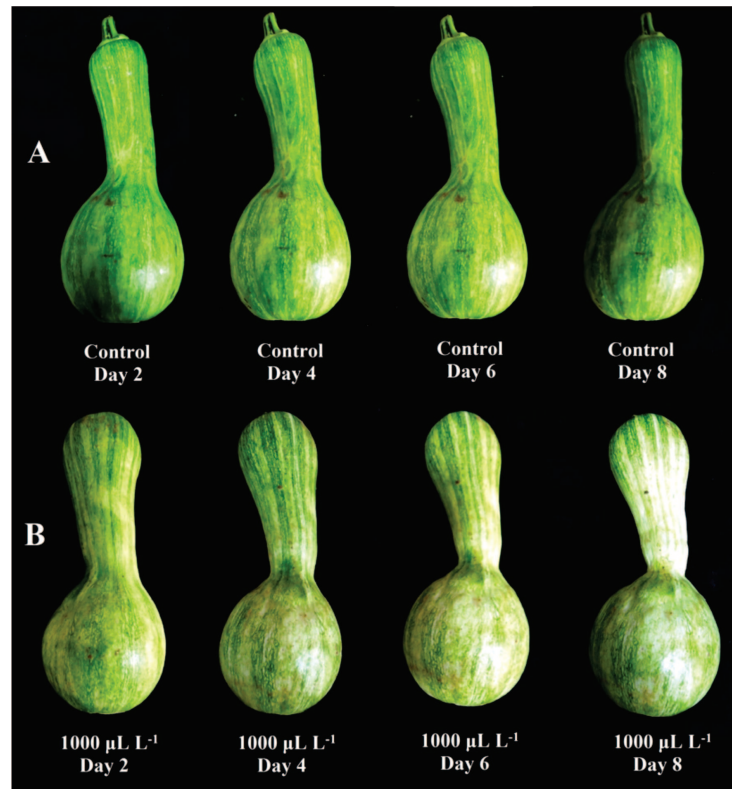 A
Control Control Control Control
Day 2 Day 4 Day 6 Day 8
B
1000 µL L⁻¹ 1000 µL L⁻¹ 1000 µL L⁻¹ 1000 µL L⁻¹
Day 2 Day 4 Day 6 Day 8